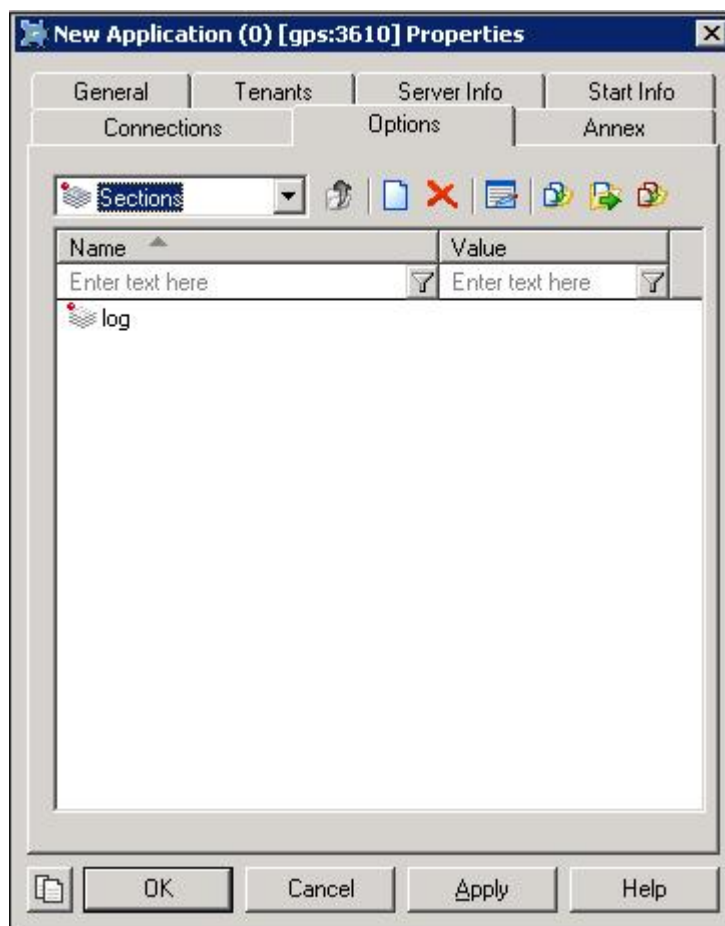 New Application (0) [gps:3610] Properties
General Tenants Server Info Start Info
Connections Options Annex
Sections
Name Value
Enter text here Enter text here
log
OK Cancel Apply Help